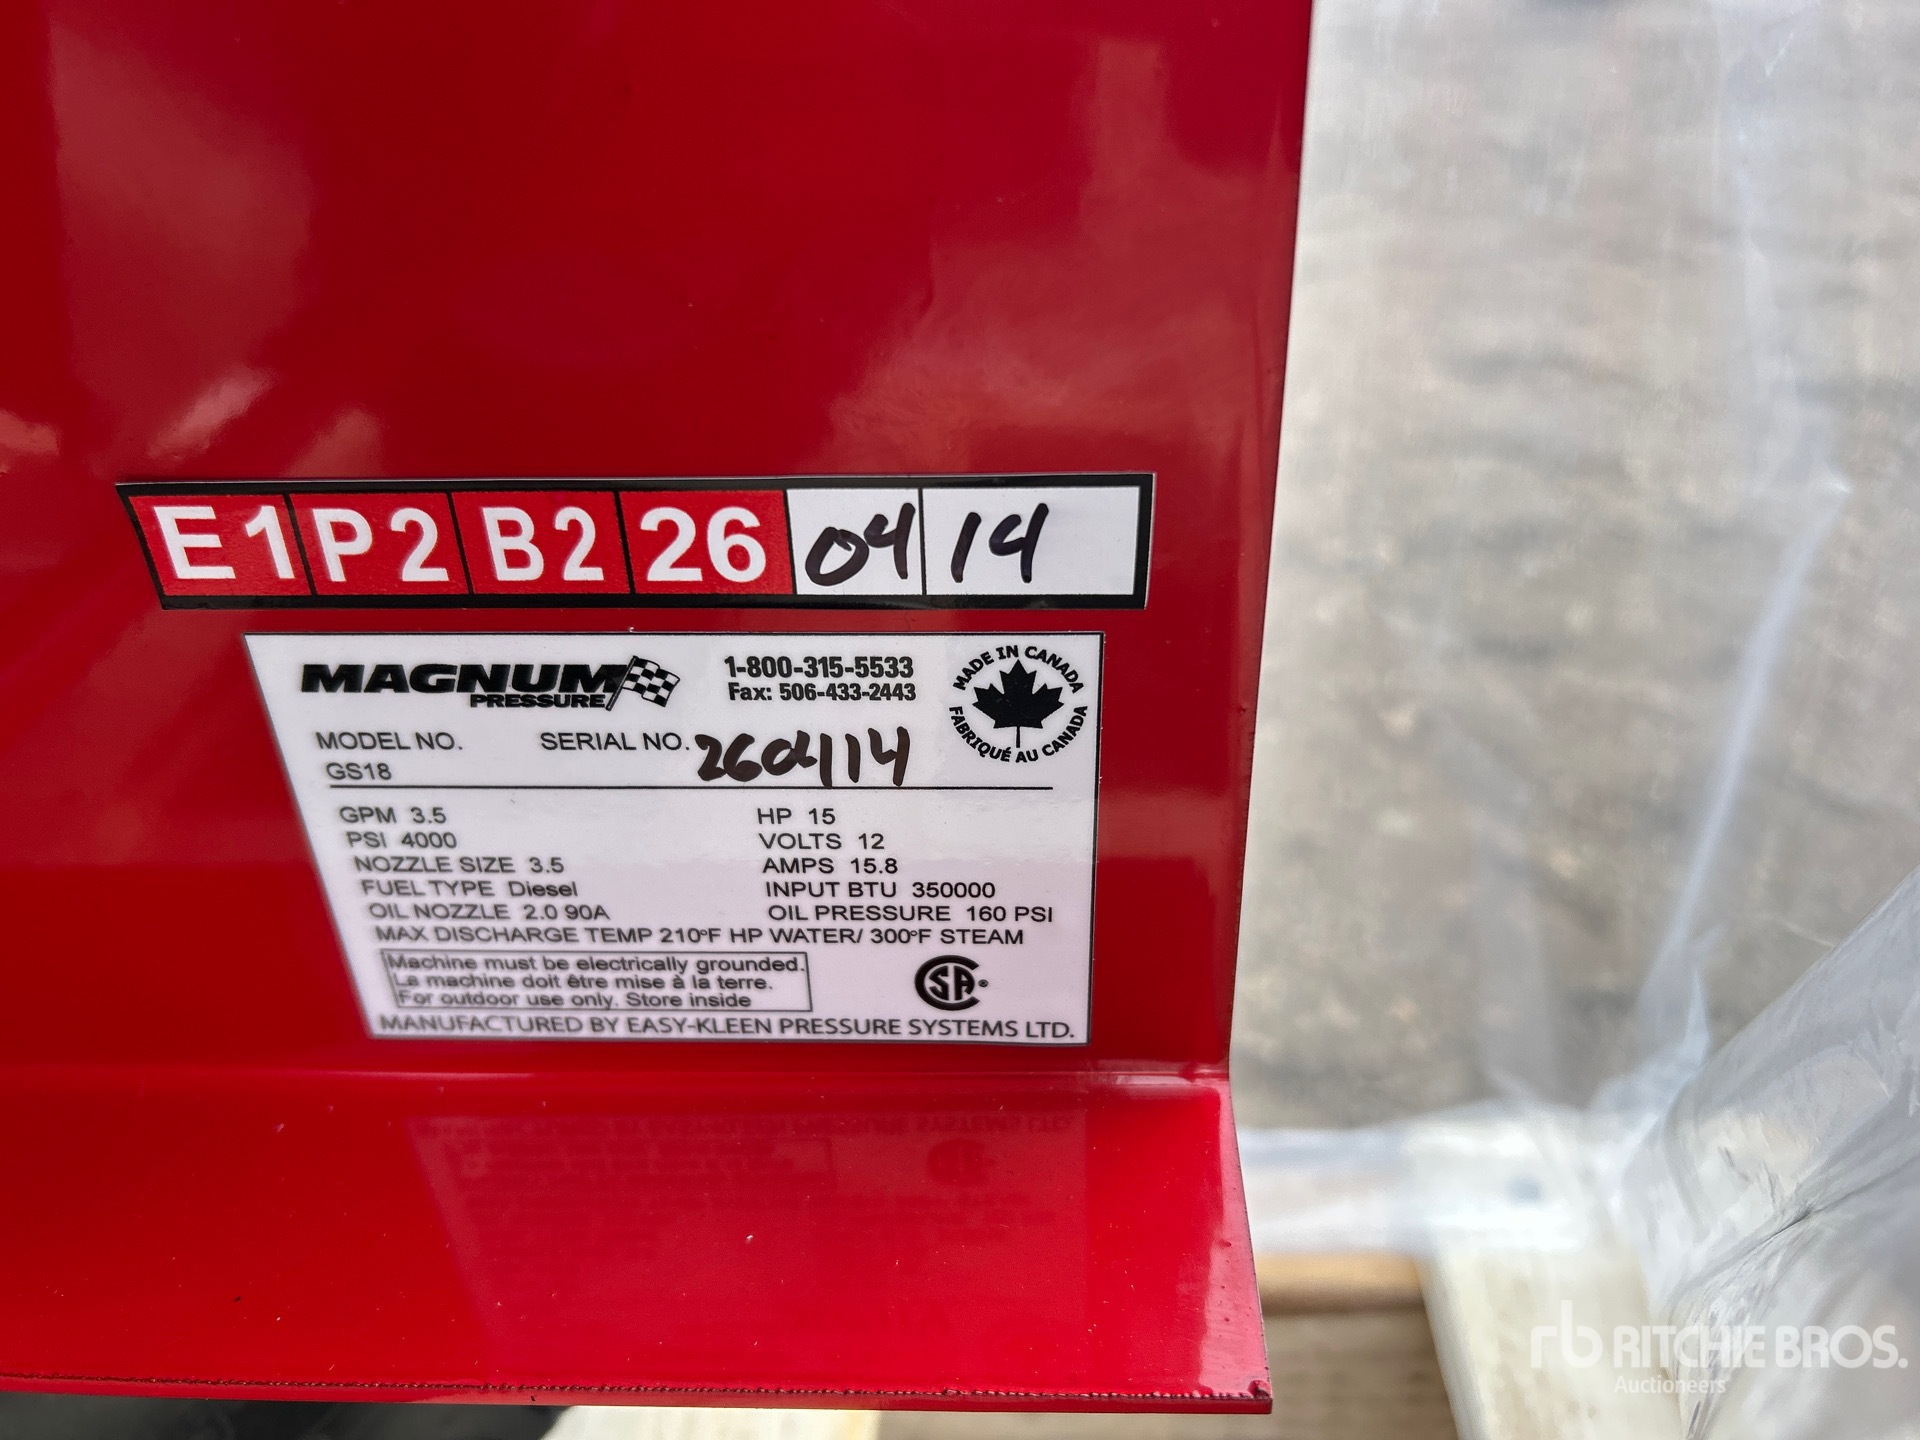 E1 P2 B2 26 04 14
MAGNUM
PRESSURE
1-800-315-5533
Fax: 506-433-2443
MADE IN CANADA
FABRIQUÉ AU CANADA
MODEL NO. SERIAL NO. 260414
GS18
GPM 3.5 HP 15
PSI 4000 VOLTS 12
NOZZLE SIZE 3.5 AMPS 15.8
FUEL TYPE Diesel INPUT BTU 350000
OIL NOZZLE 2.0 90A OIL PRESSURE 160 PSI
MAX DISCHARGE TEMP 210°F HP WATER/ 300°F STEAM
Machine must be electrically grounded.
La machine doit être mise à la terre.
For outdoor use only. Store inside
CSA®
MANUFACTURED BY EASY-KLEEN PRESSURE SYSTEMS LTD.
rb RITCHIE BROS.
Auctioneers